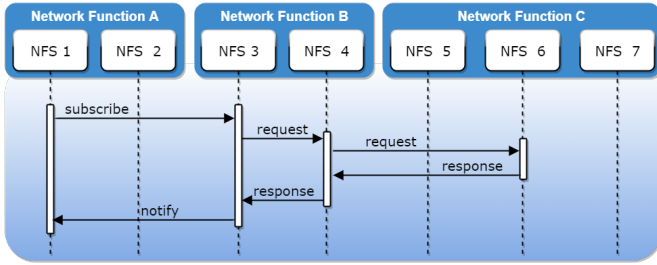 Network Function A Network Function B Network Function C
NFS 1 NFS 2 NFS 3 NFS 4 NFS 5 NFS 6 NFS 7
subscribe
request
request
response
response
notify